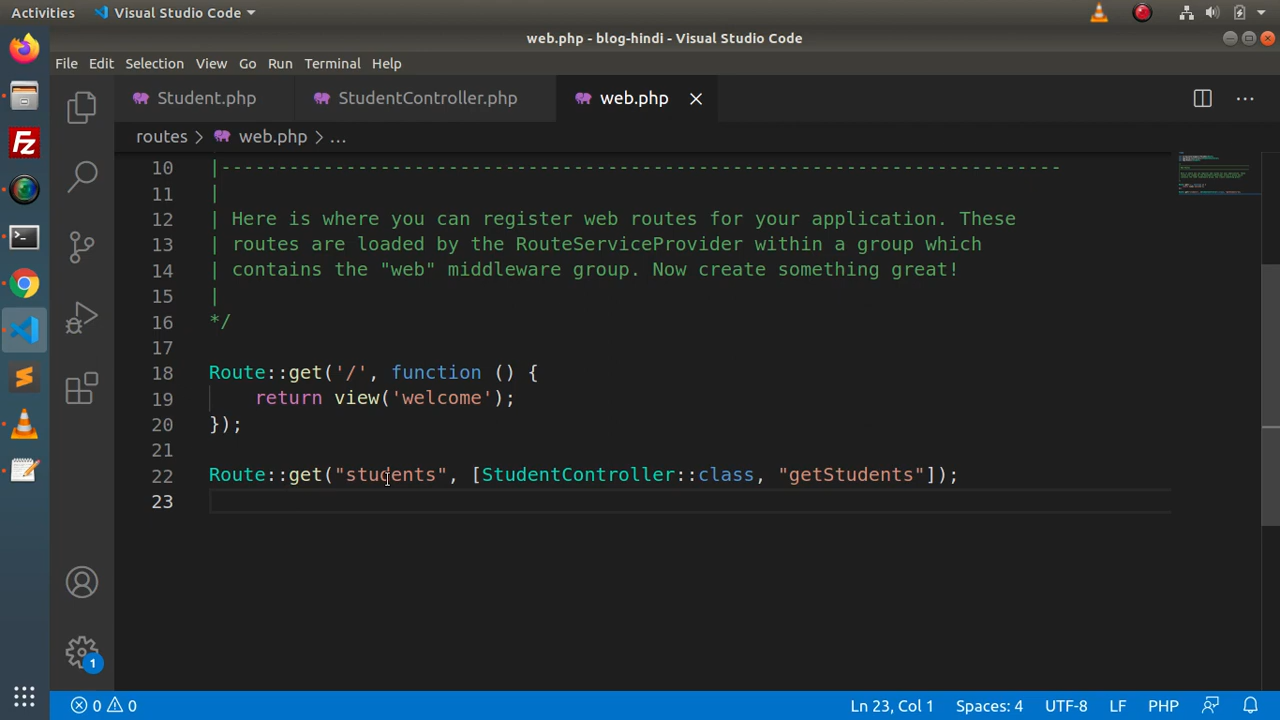 Activities Visual Studio Code
web.php - blog-hindi - Visual Studio Code
File Edit Selection View Go Run Terminal Help
Student.php StudentController.php web.php
routes > web.php > ...
10 |--------------------------------------------------------------------------
11 |
12 | Here is where you can register web routes for your application. These
13 | routes are loaded by the RouteServiceProvider within a group which
14 | contains the "web" middleware group. Now create something great!
15 |
16 */
17
18 Route::get('/', function () {
19     return view('welcome');
20 });
21
22 Route::get("students", [StudentController::class, "getStudents"]);
23
1
0 0 Ln 23, Col 1 Spaces: 4 UTF-8 LF PHP